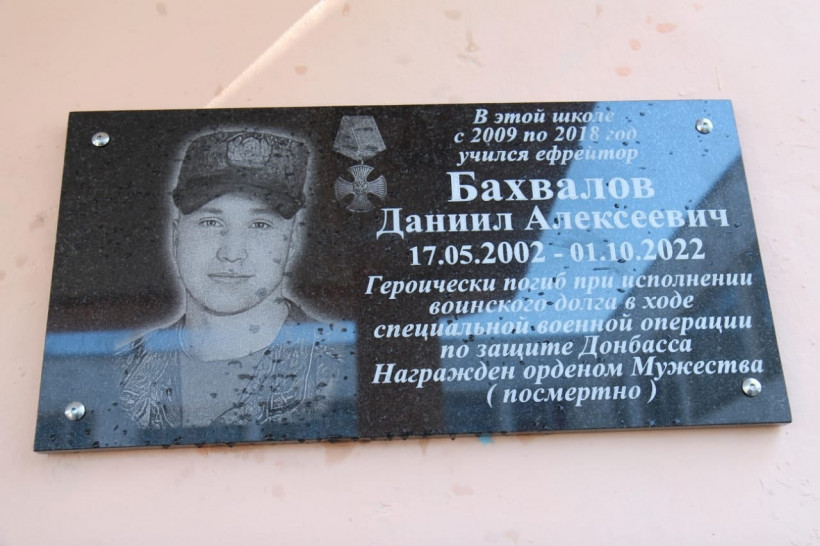 В этой школе
с 2009 по 2018 год
учился ефрейтор
Бахвалов
Даниил Алексеевич
17.05.2002 - 01.10.2022
Героически погиб при исполнении
воинского долга в ходе
специальной военной операции
по защите Донбасса
Награжден орденом Мужества
( посмертно )